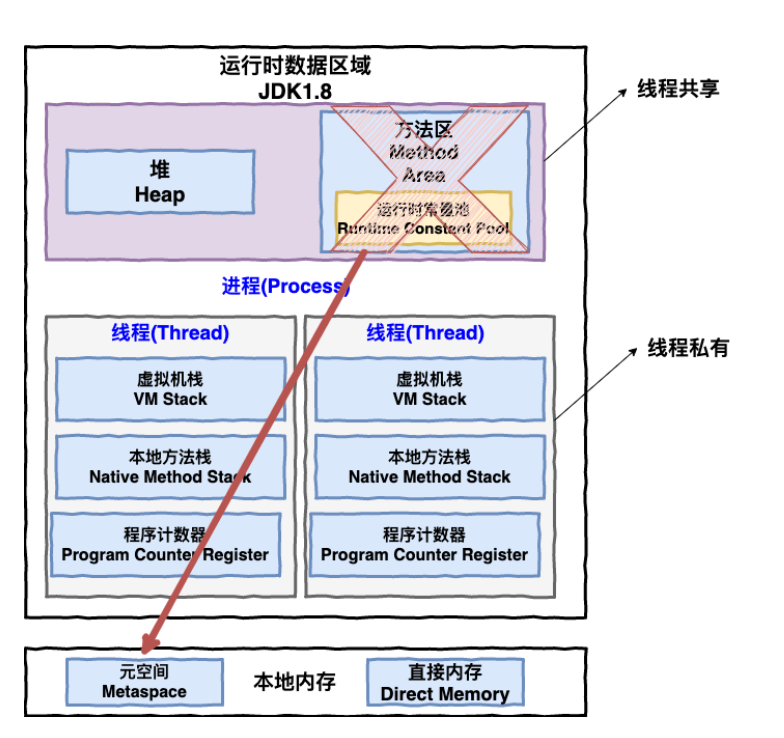 运行时数据区域
JDK1.8
线程共享
堆
Heap
方法区
Method
Area
运行时常量池
Runtime Constant Pool
进程(Process)
线程(Thread)
虚拟机栈
VM Stack
本地方法栈
Native Method Stack
程序计数器
Program Counter Register
线程(Thread)
虚拟机栈
VM Stack
本地方法栈
Native Method Stack
程序计数器
Program Counter Register
线程私有
元空间
Metaspace
本地内存
直接内存
Direct Memory